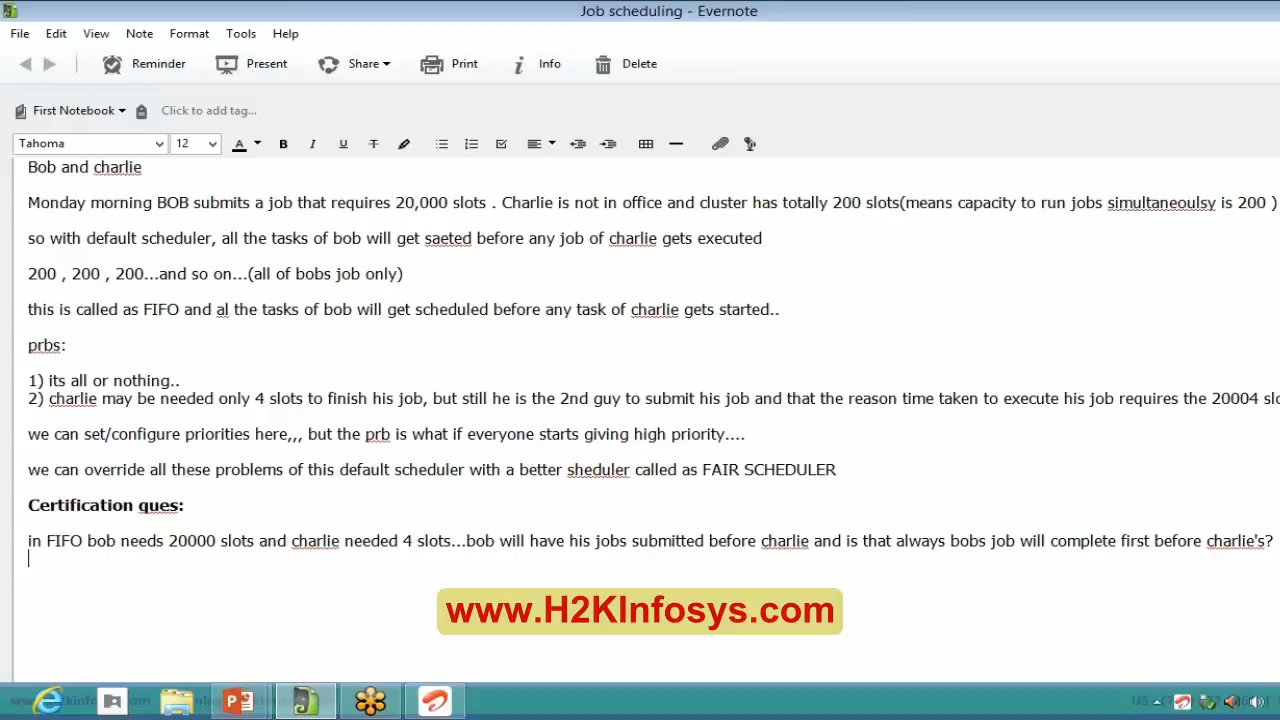 Job scheduling - Evernote
File Edit View Note Format Tools Help
Reminder Present Share Print Info Delete
First Notebook Click to add tag...
Tahoma 12 A B I U T
Bob and charlie
Monday morning BOB submits a job that requires 20,000 slots . Charlie is not in office and cluster has totally 200 slots(means capacity to run jobs simultaneoulsy is 200 )
so with default scheduler, all the tasks of bob will get saeted before any job of charlie gets executed
200 , 200 , 200...and so on...(all of bobs job only)
this is called as FIFO and al the tasks of bob will get scheduled before any task of charlie gets started..
prbs:
1) its all or nothing..
2) charlie may be needed only 4 slots to finish his job, but still he is the 2nd guy to submit his job and that the reason time taken to execute his job requires the 20004 slo
we can set/configure priorities here,,, but the prb is what if everyone starts giving high priority....
we can override all these problems of this default scheduler with a better sheduler called as FAIR SCHEDULER
Certification ques:
in FIFO bob needs 20000 slots and charlie needed 4 slots...bob will have his jobs submitted before charlie and is that always bobs job will complete first before charlie's?
www.H2KInfosys.com